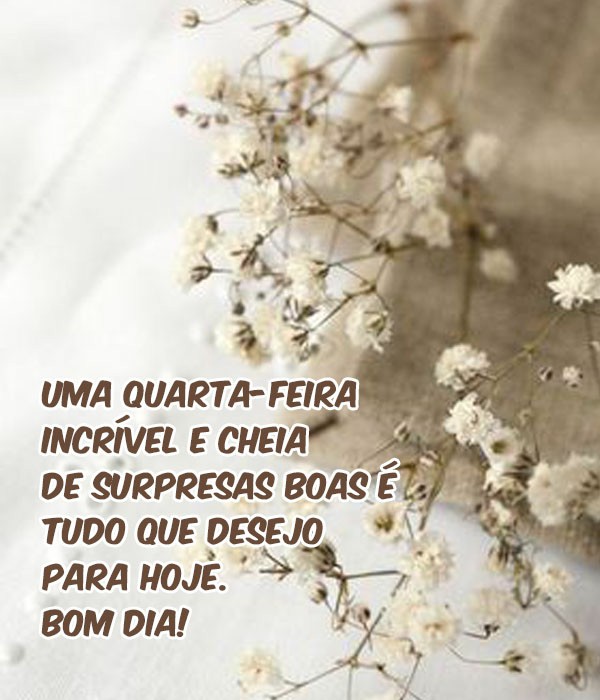 UMA QUARTA-FEIRA
INCRÍVEL E CHEIA
DE SURPRESAS BOAS É
TUDO QUE DESEJO
PARA HOJE.
BOM DIA!